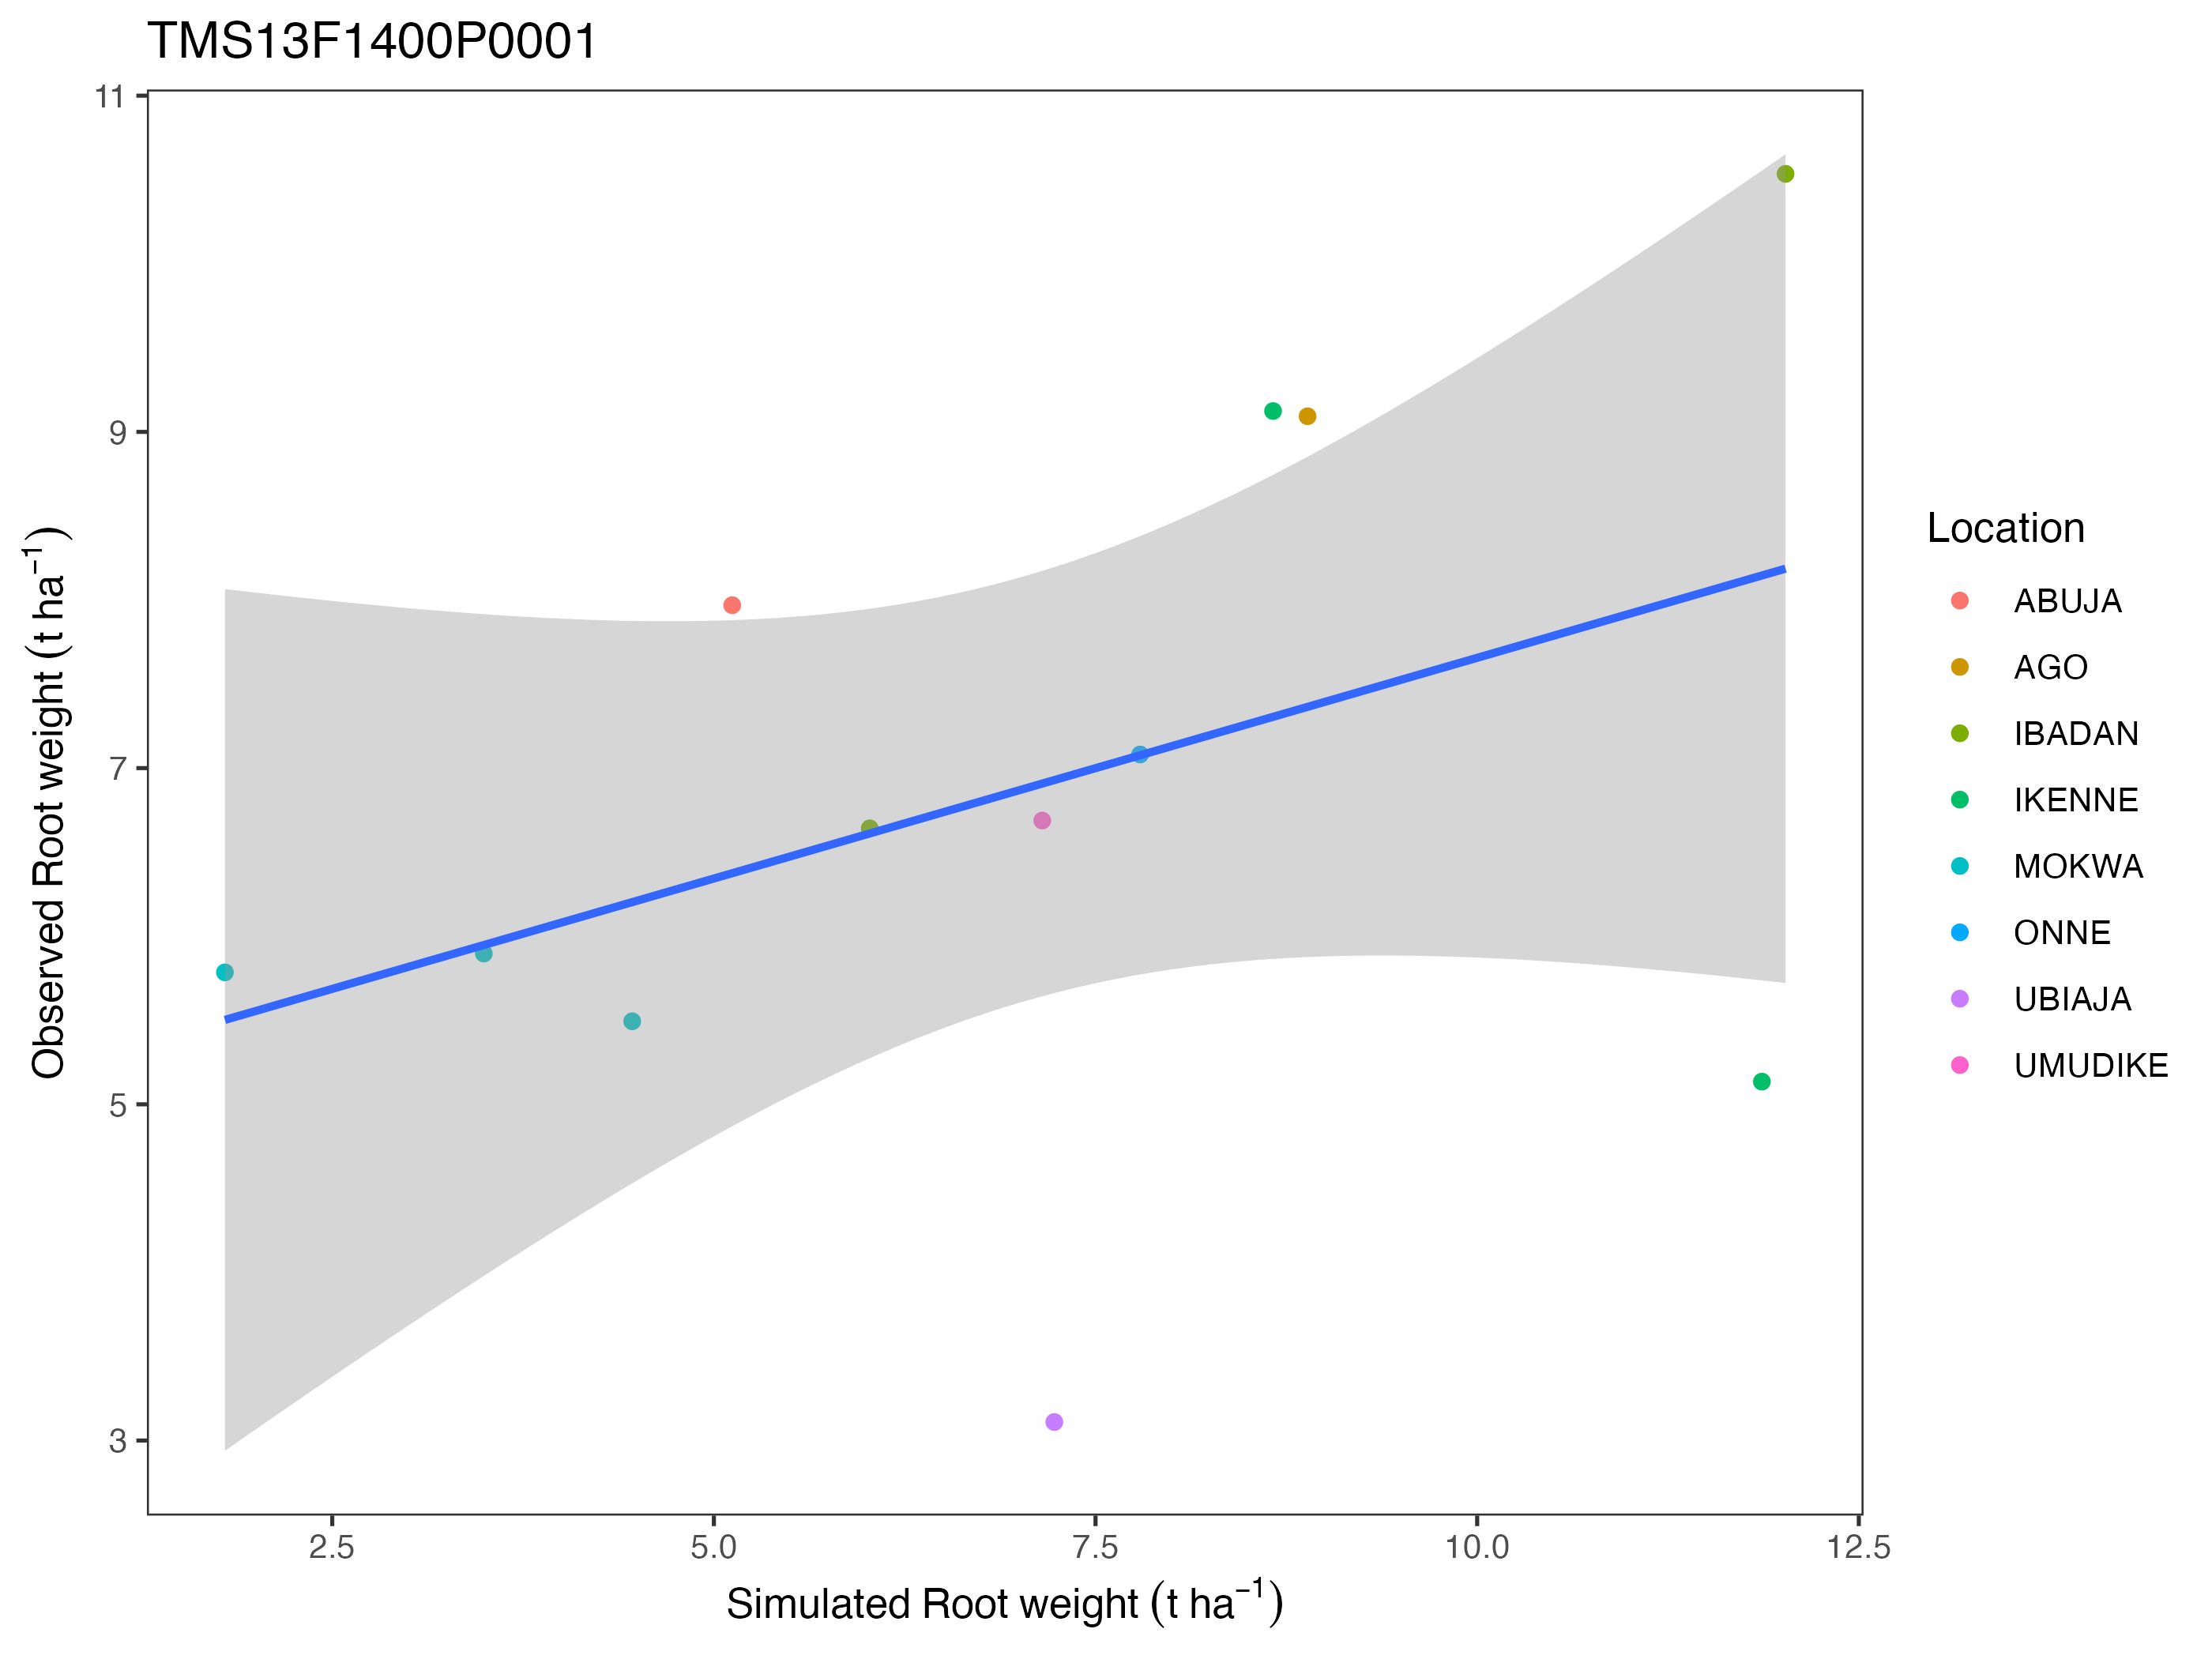 TMS13F1400P0001
11
9
7
5
3
Observed Root weight (t ha⁻¹)
2.5 5.0 7.5 10.0 12.5
Simulated Root weight (t ha⁻¹)
Location
ABUJA
AGO
IBADAN
IKENNE
MOKWA
ONNE
UBIAJA
UMUDIKE